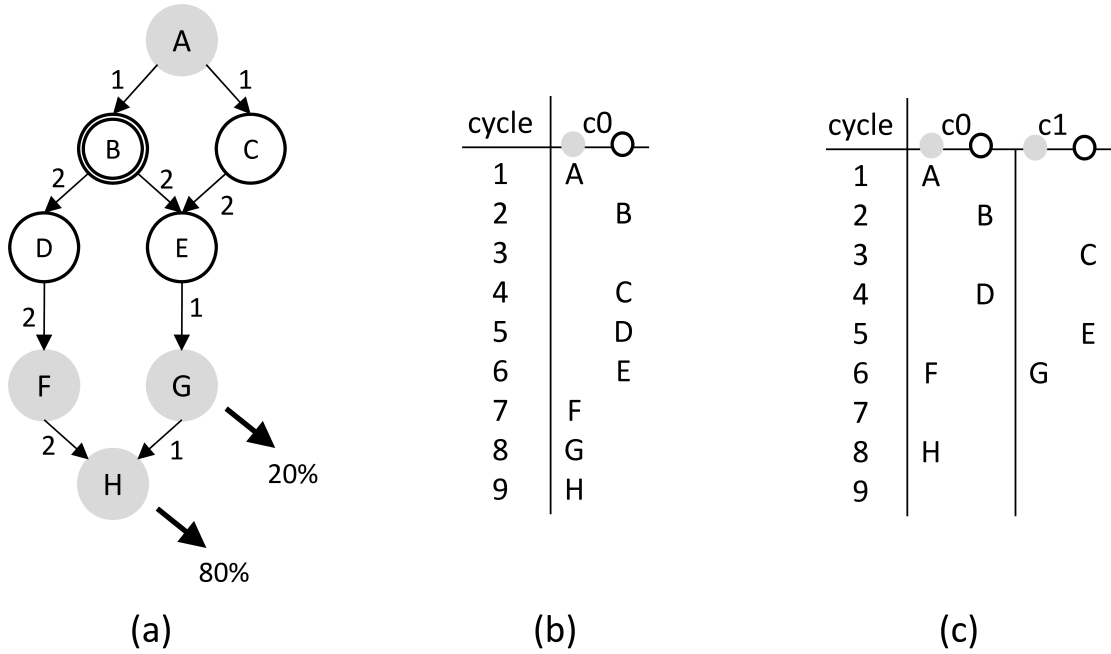 A
1 1
B C
2 2 2
D E
2 1
F G
2 1
20%
H
80%
(a)
cycle c0
1 A
2 B
3
4 C
5 D
6 E
7 F
8 G
9 H
(b)
cycle c0 c1
1 A
2 B
3 C
4 D
5 E
6 F G
7
8 H
9
(c)